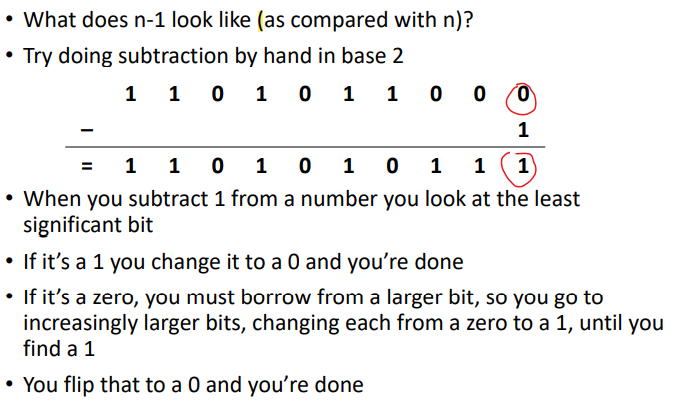 • What does n-1 look like (as compared with n)?
• Try doing subtraction by hand in base 2
1 1 0 1 0 1 1 0 0 0
− 1
= 1 1 0 1 0 1 0 1 1 1
• When you subtract 1 from a number you look at the least
significant bit
• If it's a 1 you change it to a 0 and you're done
• If it's a zero, you must borrow from a larger bit, so you go to
increasingly larger bits, changing each from a zero to a 1, until you
find a 1
• You flip that to a 0 and you're done